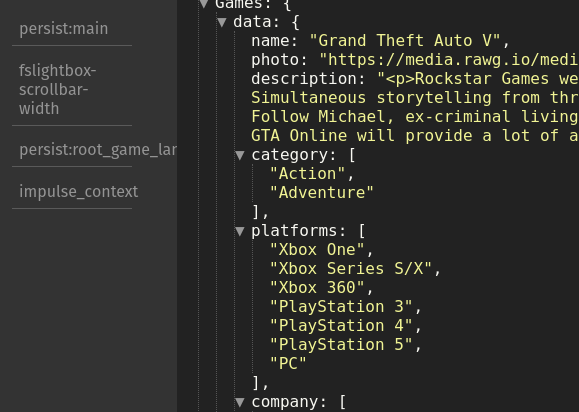 persist:main
fslightbox-
scrollbar-
width
persist:root_game_lan
impulse_context
Games: {
data: {
name: "Grand Theft Auto V",
photo: "https://media.rawg.io/medi
description: "<p>Rockstar Games we
Simultaneous storytelling from thr
Follow Michael, ex-criminal living
GTA Online will provide a lot of a
category: [
"Action",
"Adventure"
],
platforms: [
"Xbox One",
"Xbox Series S/X",
"Xbox 360",
"PlayStation 3",
"PlayStation 4",
"PlayStation 5",
"PC"
],
company: [